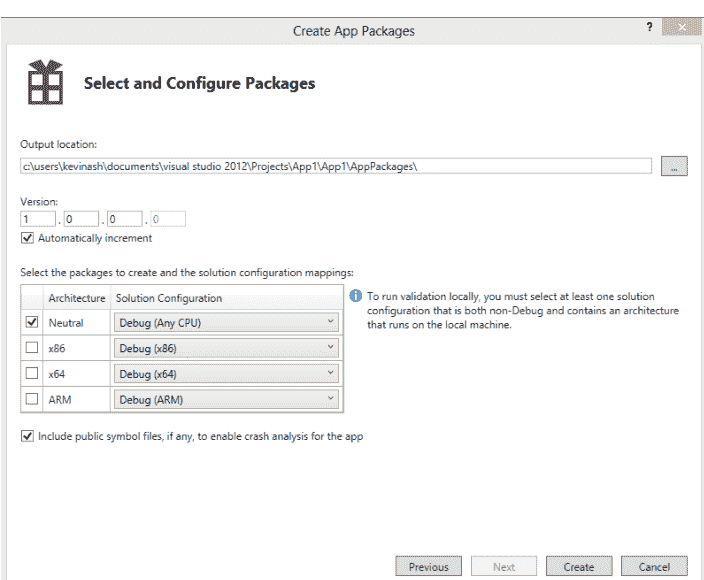 Create App Packages
?
Select and Configure Packages
Output location:
c:\users\kevinash\documents\visual studio 2012\Projects\App1\App1\AppPackages\
...
Version:
1 . 0 . 0 . 0
Automatically increment
Select the packages to create and the solution configuration mappings:
Architecture Solution Configuration
Neutral Debug (Any CPU)
x86 Debug (x86)
x64 Debug (x64)
ARM Debug (ARM)
To run validation locally, you must select at least one solution
configuration that is both non-Debug and contains an architecture
that runs on the local machine.
Include public symbol files, if any, to enable crash analysis for the app
Previous Next Create Cancel